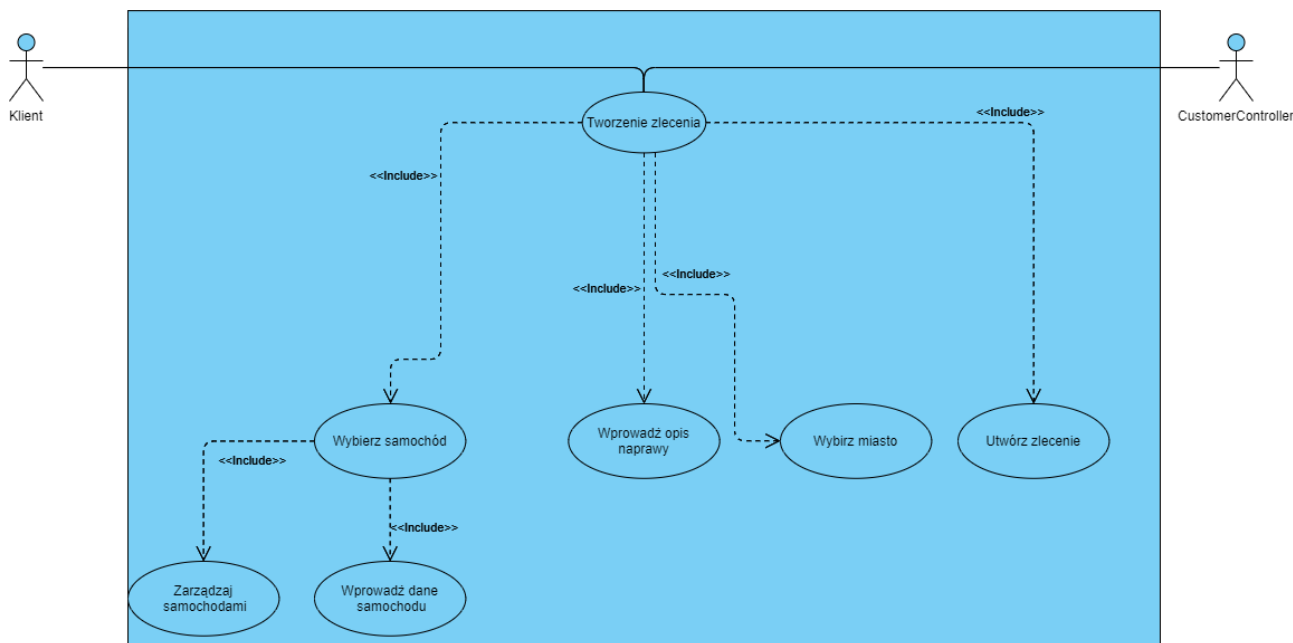 Klient
CustomerController
Tworzenie zlecenia
<<Include>>
<<Include>>
<<Include>>
<<Include>>
Wybierz samochód
Wprowadź opis
naprawy
Wybirz miasto
Utwórz zlecenie
<<Include>>
<<Include>>
Zarządzaj
samochodami
Wprowadź dane
samochodu